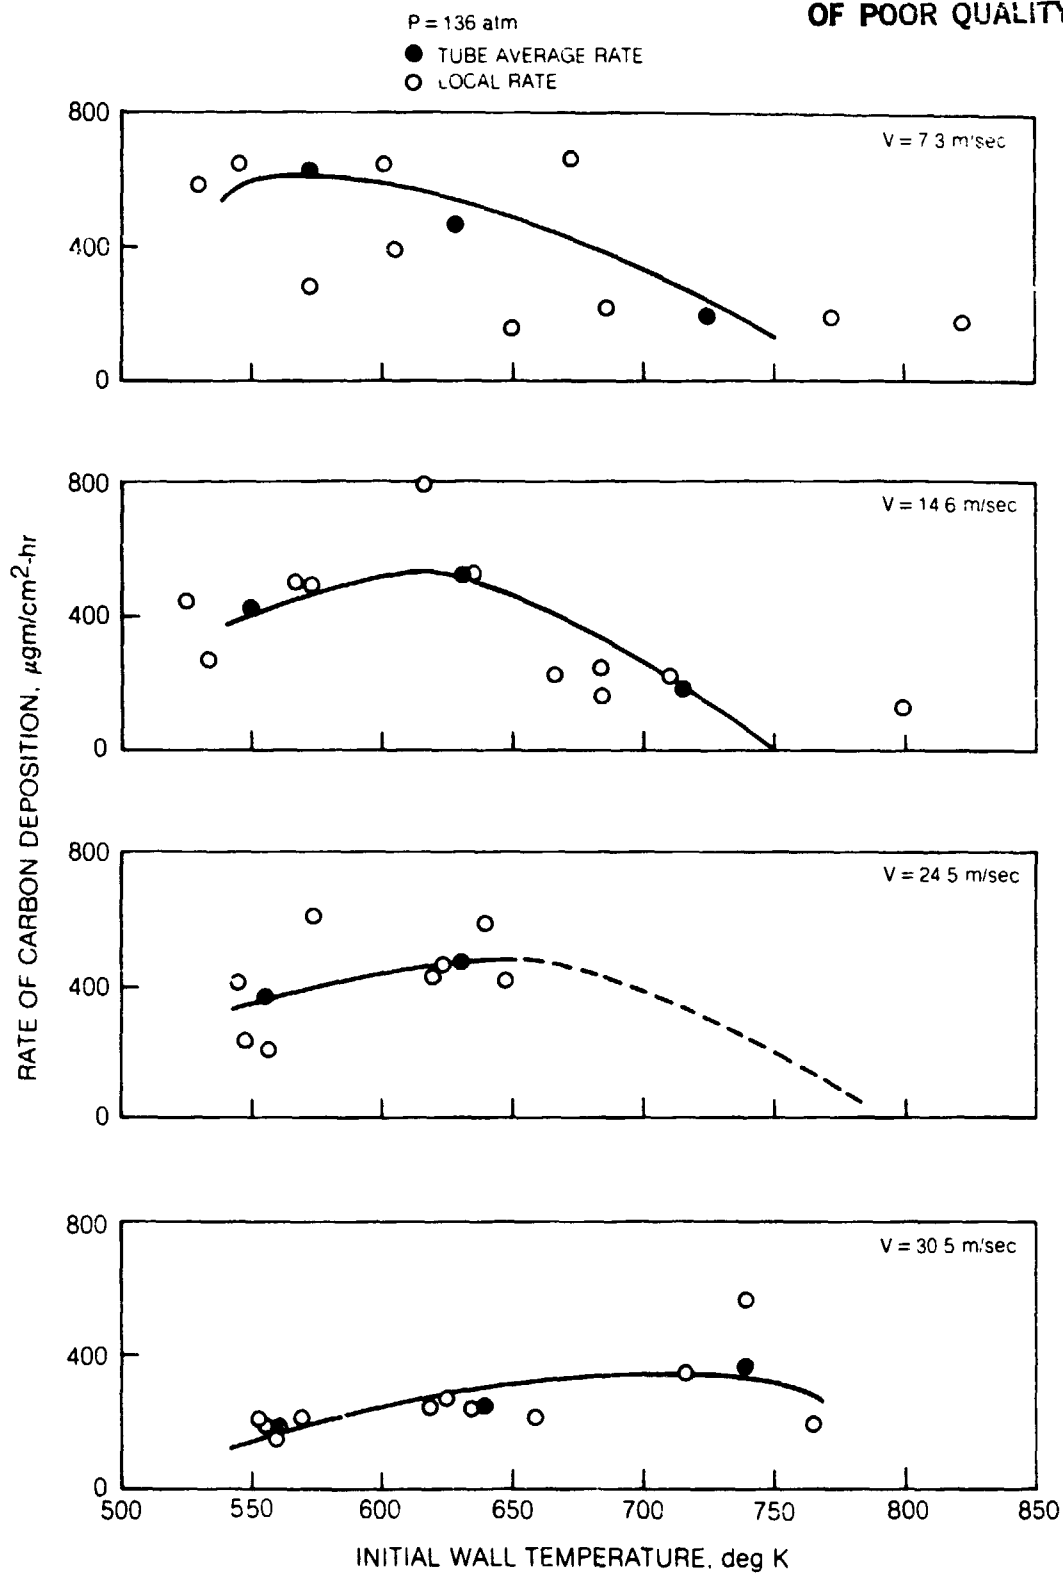 OF POOR QUALITY
P = 136 atm
TUBE AVERAGE RATE
LOCAL RATE
800
400
0
V = 7 3 m/sec
800
400
0
V = 14 6 m/sec
800
400
0
V = 24 5 m/sec
800
400
0
V = 30 5 m/sec
500 550 600 650 700 750 800 850
RATE OF CARBON DEPOSITION, µgm/cm²-hr
INITIAL WALL TEMPERATURE, deg K